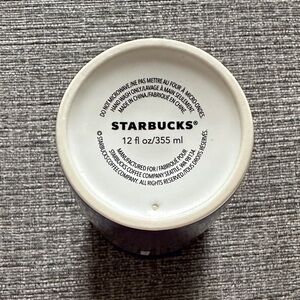 DO NOT MICROWAVE./NE PAS METTRE AU FOUR À MICRO-ONDES.
HAND WASH ONLY./LAVAGE À MAIN SEULEMENT.
MADE IN CHINA./FABRIQUÉ EN CHINE.
STARBUCKS®
12 fl oz/355 ml
MANUFACTURED FOR / FABRIQUÉ POUR
STARBUCKS COFFEE COMPANY SEATTLE, WA 98134.
© STARBUCKS COFFEE COMPANY. ALL RIGHTS RESERVED./TOUS DROITS RÉSERVÉS.